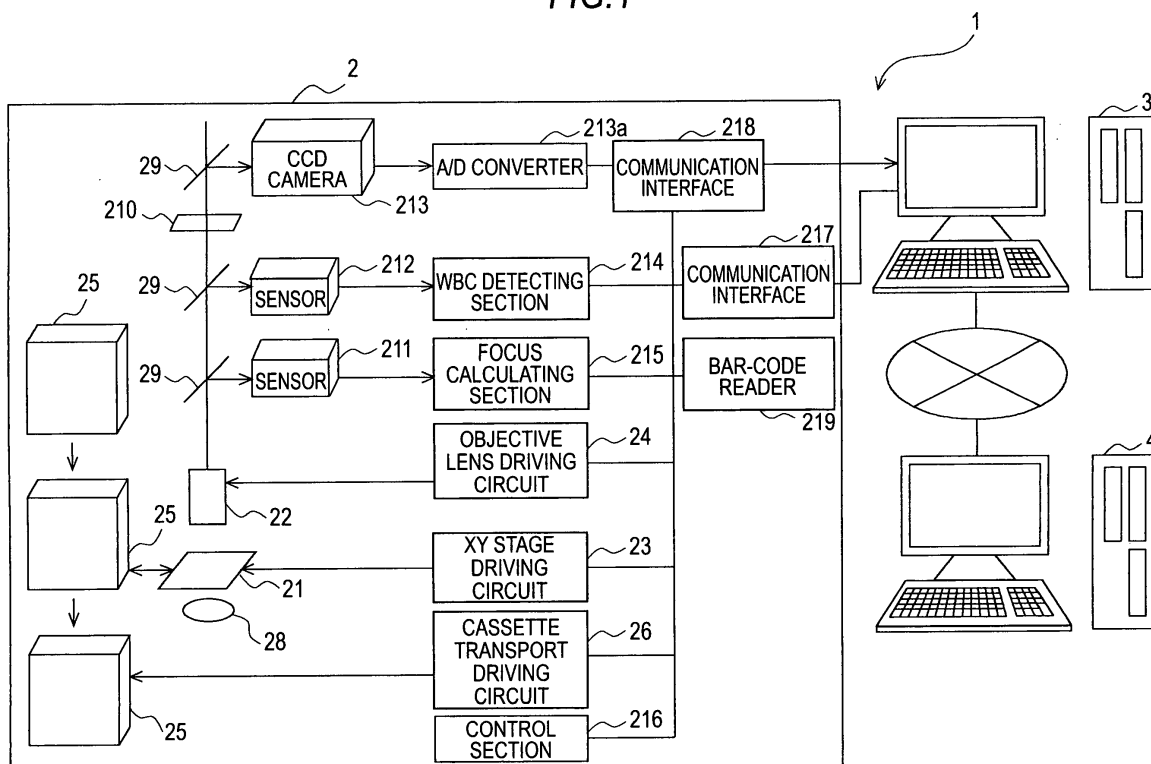 FIG.1
1
2
3
213a
218
29
CCD
CAMERA
A/D CONVERTER
COMMUNICATION
INTERFACE
213
210
217
212
214
25
29
SENSOR
WBC DETECTING
SECTION
COMMUNICATION
INTERFACE
211
215
29
SENSOR
FOCUS
CALCULATING
SECTION
BAR-CODE
READER
219
24
OBJECTIVE
LENS DRIVING
CIRCUIT
4
22
25
23
XY STAGE
DRIVING
CIRCUIT
21
28
26
CASSETTE
TRANSPORT
DRIVING
CIRCUIT
25
216
CONTROL
SECTION